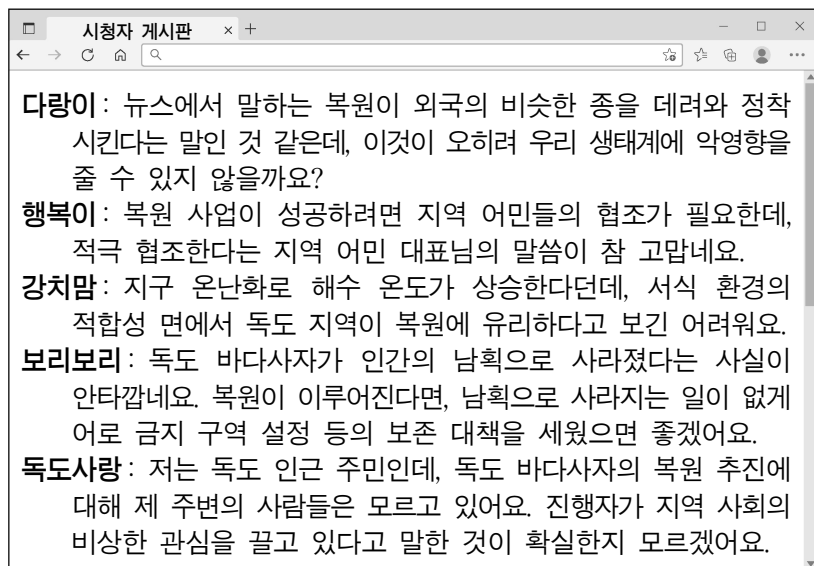 시청자 게시판
다랑이 : 뉴스에서 말하는 복원이 외국의 비슷한 종을 데려와 정착
시킨다는 말인 것 같은데, 이것이 오히려 우리 생태계에 악영향을
줄 수 있지 않을까요?
행복이 : 복원 사업이 성공하려면 지역 어민들의 협조가 필요한데,
적극 협조한다는 지역 어민 대표님의 말씀이 참 고맙네요.
강치맘 : 지구 온난화로 해수 온도가 상승한다던데, 서식 환경의
적합성 면에서 독도 지역이 복원에 유리하다고 보긴 어려워요.
보리보리 : 독도 바다사자가 인간의 남획으로 사라졌다는 사실이
안타깝네요. 복원이 이루어진다면, 남획으로 사라지는 일이 없게
어로 금지 구역 설정 등의 보존 대책을 세웠으면 좋겠어요.
독도사랑 : 저는 독도 인근 주민인데, 독도 바다사자의 복원 추진에
대해 제 주변의 사람들은 모르고 있어요. 진행자가 지역 사회의
비상한 관심을 끌고 있다고 말한 것이 확실한지 모르겠어요.